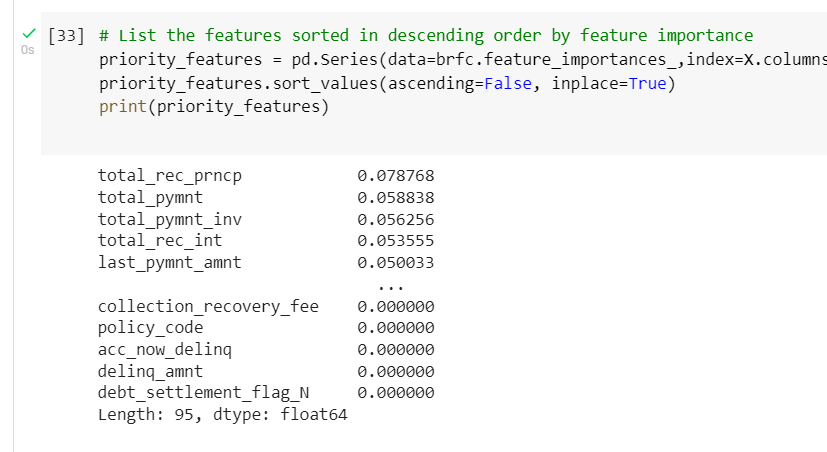 [33] # List the features sorted in descending order by feature importance
0s
priority_features = pd.Series(data=brfc.feature_importances_,index=X.columns
priority_features.sort_values(ascending=False, inplace=True)
print(priority_features)
total_rec_prncp 0.078768
total_pymnt 0.058838
total_pymnt_inv 0.056256
total_rec_int 0.053555
last_pymnt_amnt 0.050033
...
collection_recovery_fee 0.000000
policy_code 0.000000
acc_now_delinq 0.000000
delinq_amnt 0.000000
debt_settlement_flag_N 0.000000
Length: 95, dtype: float64